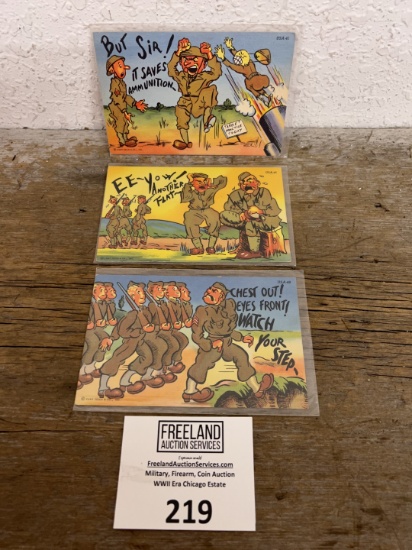 BUT SIR!
IT SAVES
AMMUNITION
EE-YOW!
ANOTHER
FLAT
CHEST OUT!
EYES FRONT!
WATCH
YOUR
STEP
FREELAND
AUCTION SERVICES
FreelandAuctionServices.com
Military, Firearm, Coin Auction
WWII Era Chicago Estate
219